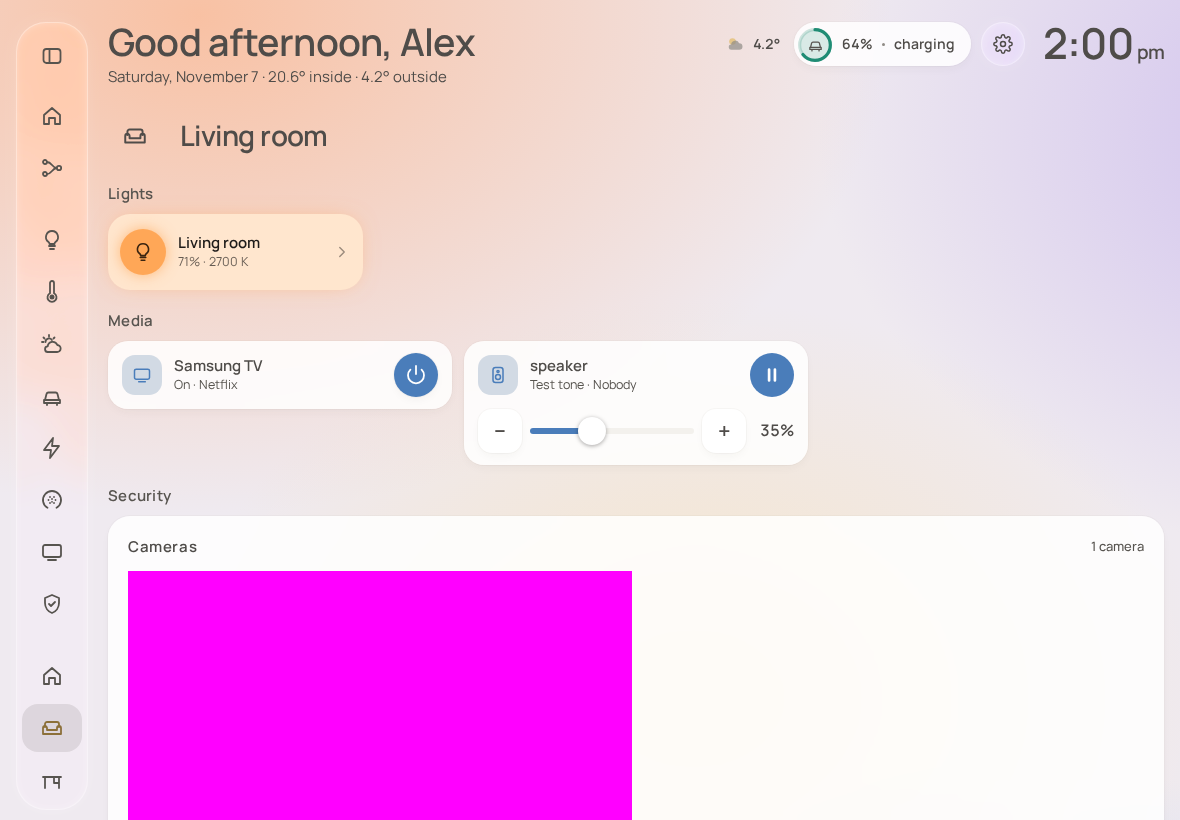 Good afternoon, Alex
Saturday, November 7 · 20.6° inside · 4.2° outside
4.2°
64% • charging
2:00 pm
Living room
Lights
Living room
71% · 2700 K
Media
Samsung TV
On · Netflix
speaker
Test tone · Nobody
− + 35%
Security
Cameras
1 camera